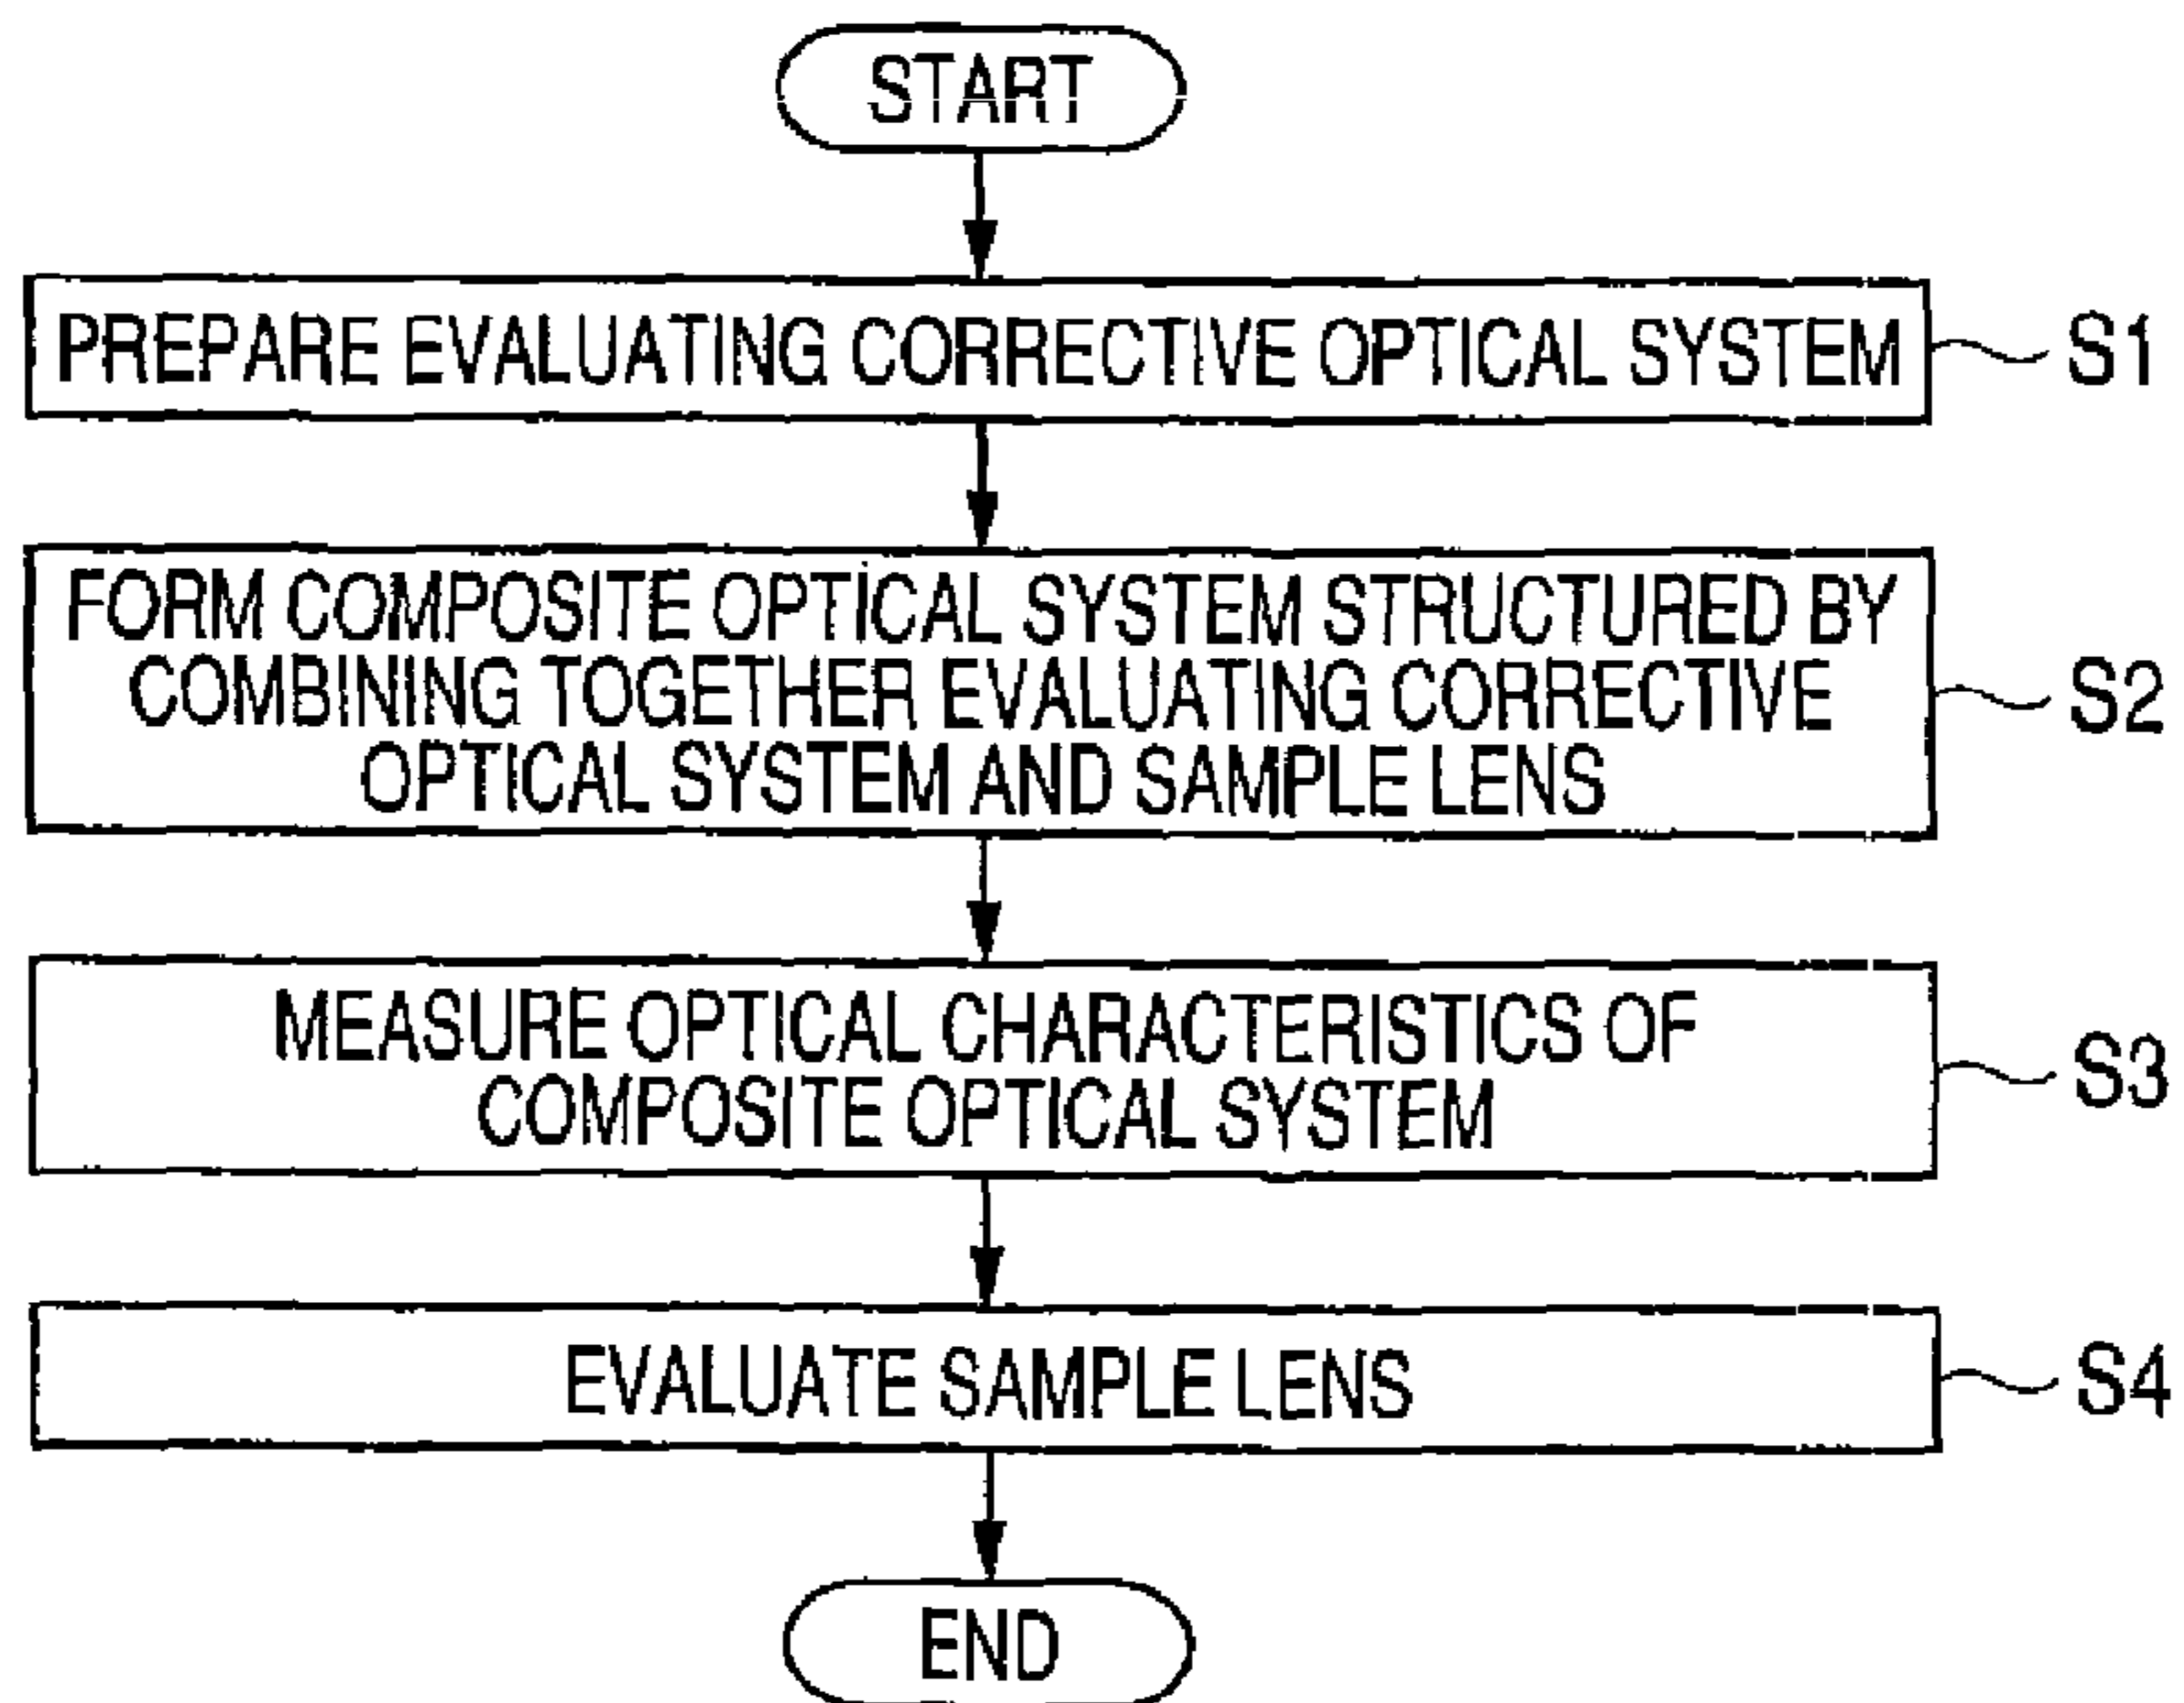 START
PREPARE EVALUATING CORRECTIVE OPTICAL SYSTEM
S1
FORM COMPOSITE OPTICAL SYSTEM STRUCTURED BY
COMBINING TOGETHER EVALUATING CORRECTIVE
OPTICAL SYSTEM AND SAMPLE LENS
S2
MEASURE OPTICAL CHARACTERISTICS OF
COMPOSITE OPTICAL SYSTEM
S3
EVALUATE SAMPLE LENS
S4
END